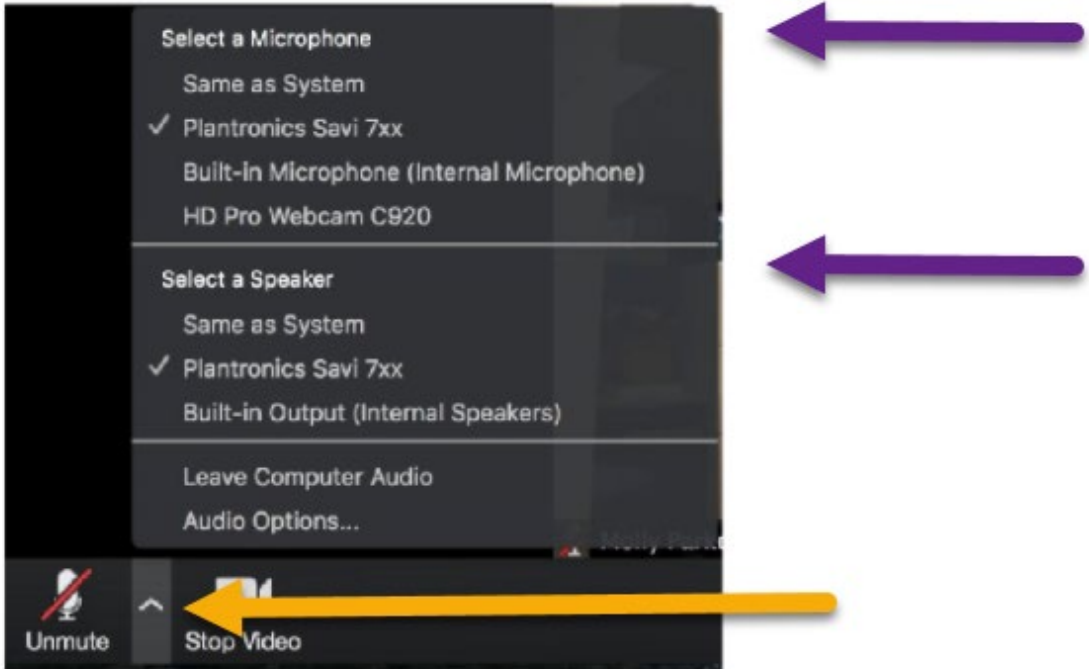 Select a Microphone
Same as System
✓ Plantronics Savi 7xx
Built-in Microphone (Internal Microphone)
HD Pro Webcam C920
Select a Speaker
Same as System
✓ Plantronics Savi 7xx
Built-in Output (Internal Speakers)
Leave Computer Audio
Audio Options...
Molly Parke
Unmute
Stop Video